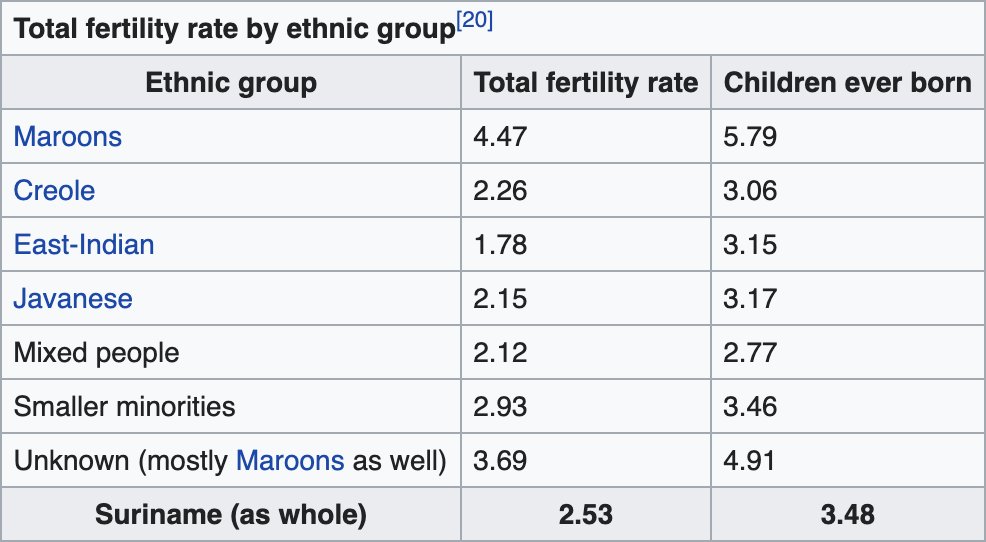 Total fertility rate by ethnic group[20]
Ethnic group Total fertility rate Children ever born
Maroons 4.47 5.79
Creole 2.26 3.06
East-Indian 1.78 3.15
Javanese 2.15 3.17
Mixed people 2.12 2.77
Smaller minorities 2.93 3.46
Unknown (mostly Maroons as well) 3.69 4.91
Suriname (as whole) 2.53 3.48